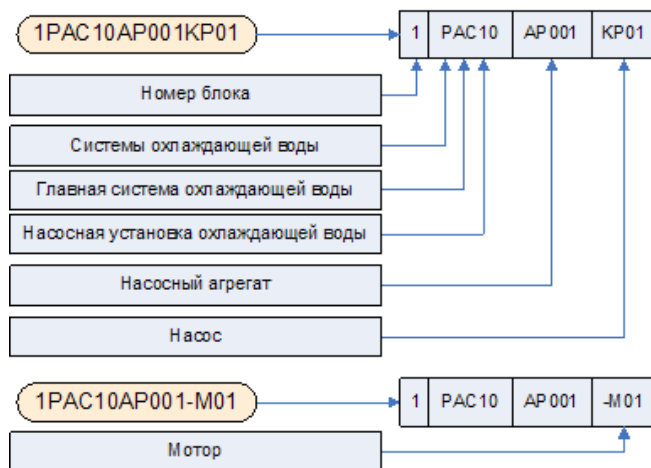 1PAC10AP001KP01 1 PAC10 AP001 KP01
Номер блока
Системы охлаждающей воды
Главная система охлаждающей воды
Насосная установка охлаждающей воды
Насосный агрегат
Насос
1PAC10AP001-M01 1 PAC10 AP001 -M01
Мотор